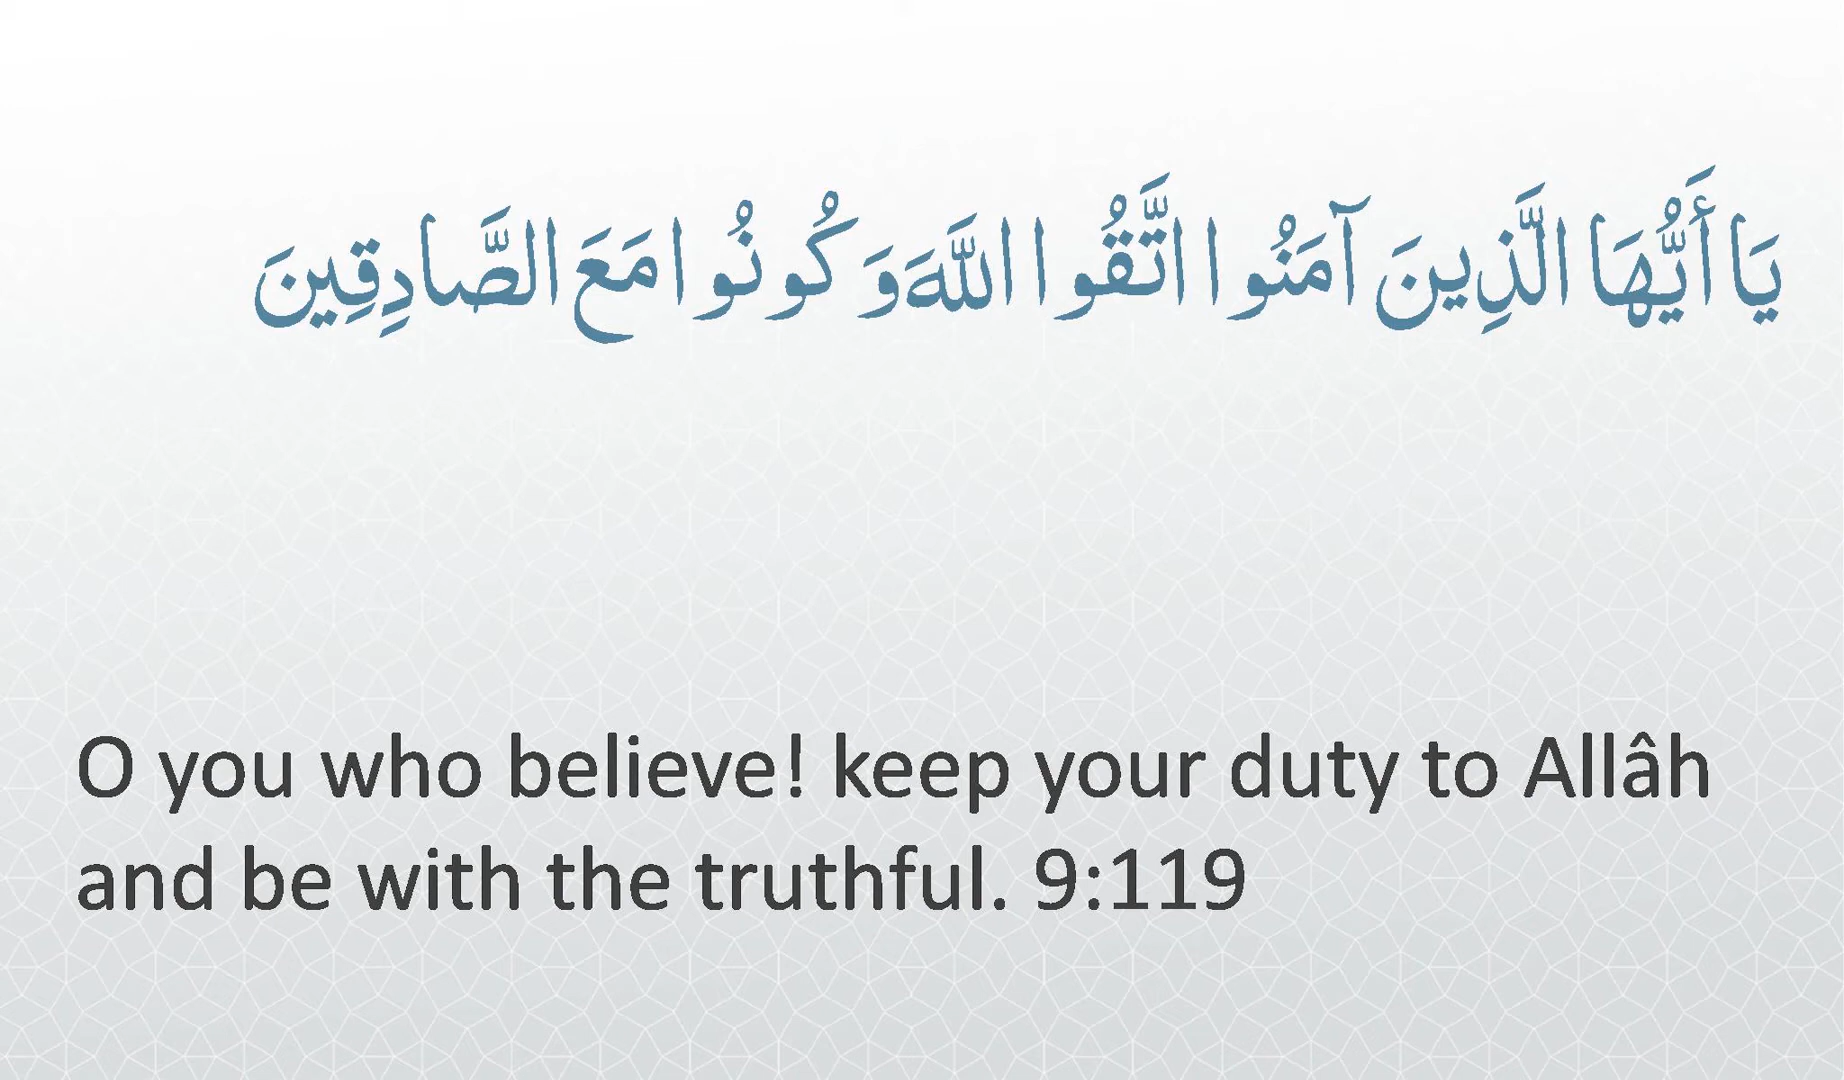 يَا أَيُّهَا الَّذِينَ آمَنُوا اتَّقُوا اللَّهَ وَكُونُوا مَعَ الصَّادِقِينَ
O you who believe! keep your duty to Allâh
and be with the truthful. 9:119